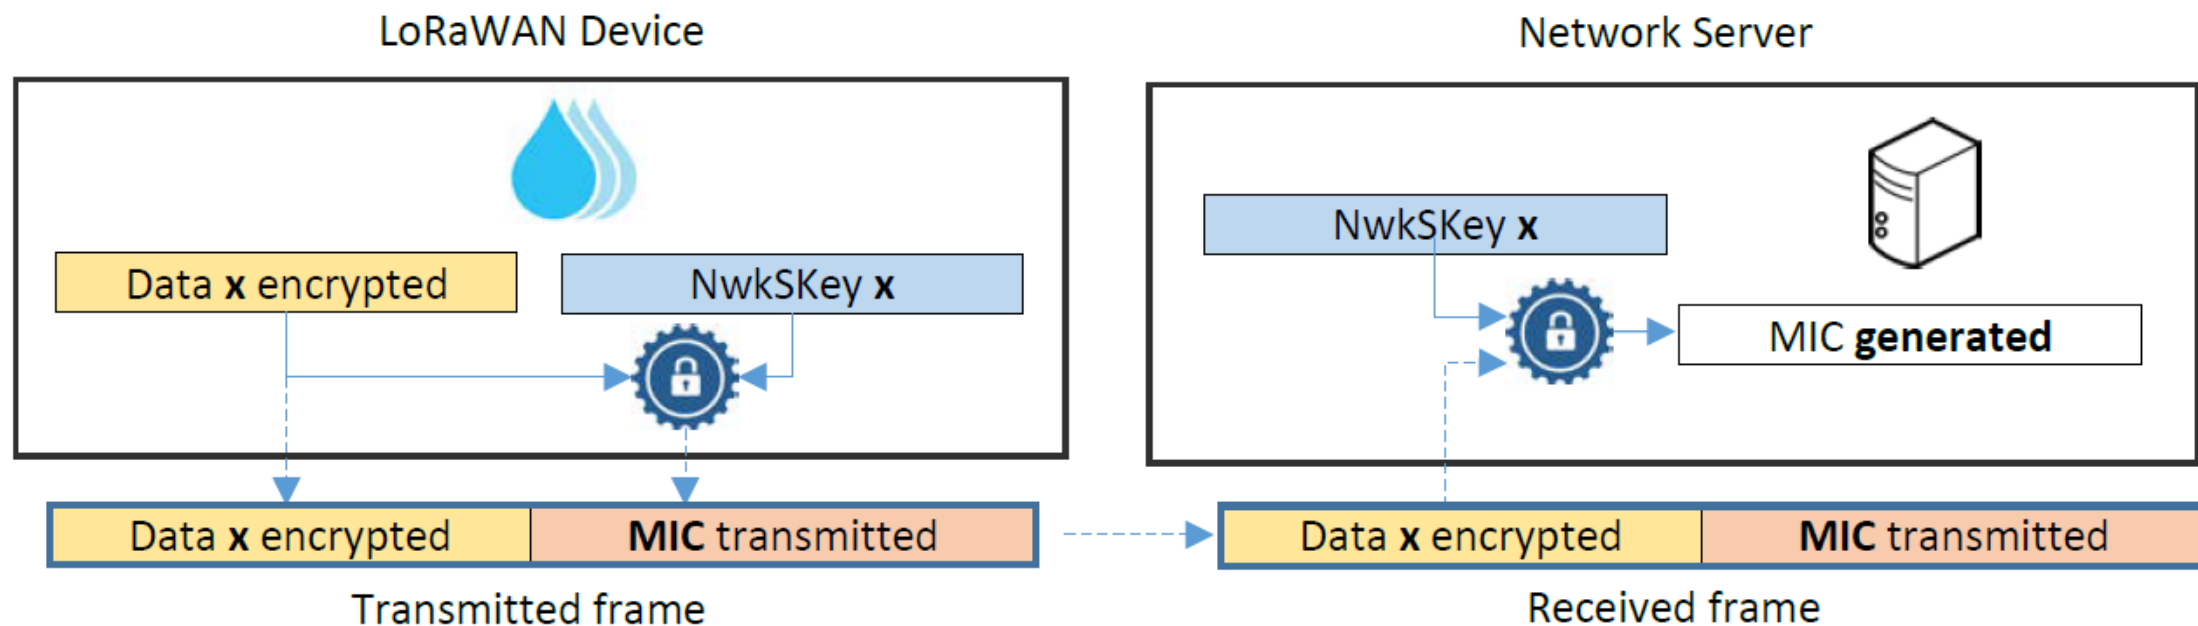 LoRaWAN Device
Network Server
NwkSKey x
Data x encrypted
NwkSKey x
MIC generated
Data x encrypted
MIC transmitted
Data x encrypted
MIC transmitted
Transmitted frame
Received frame